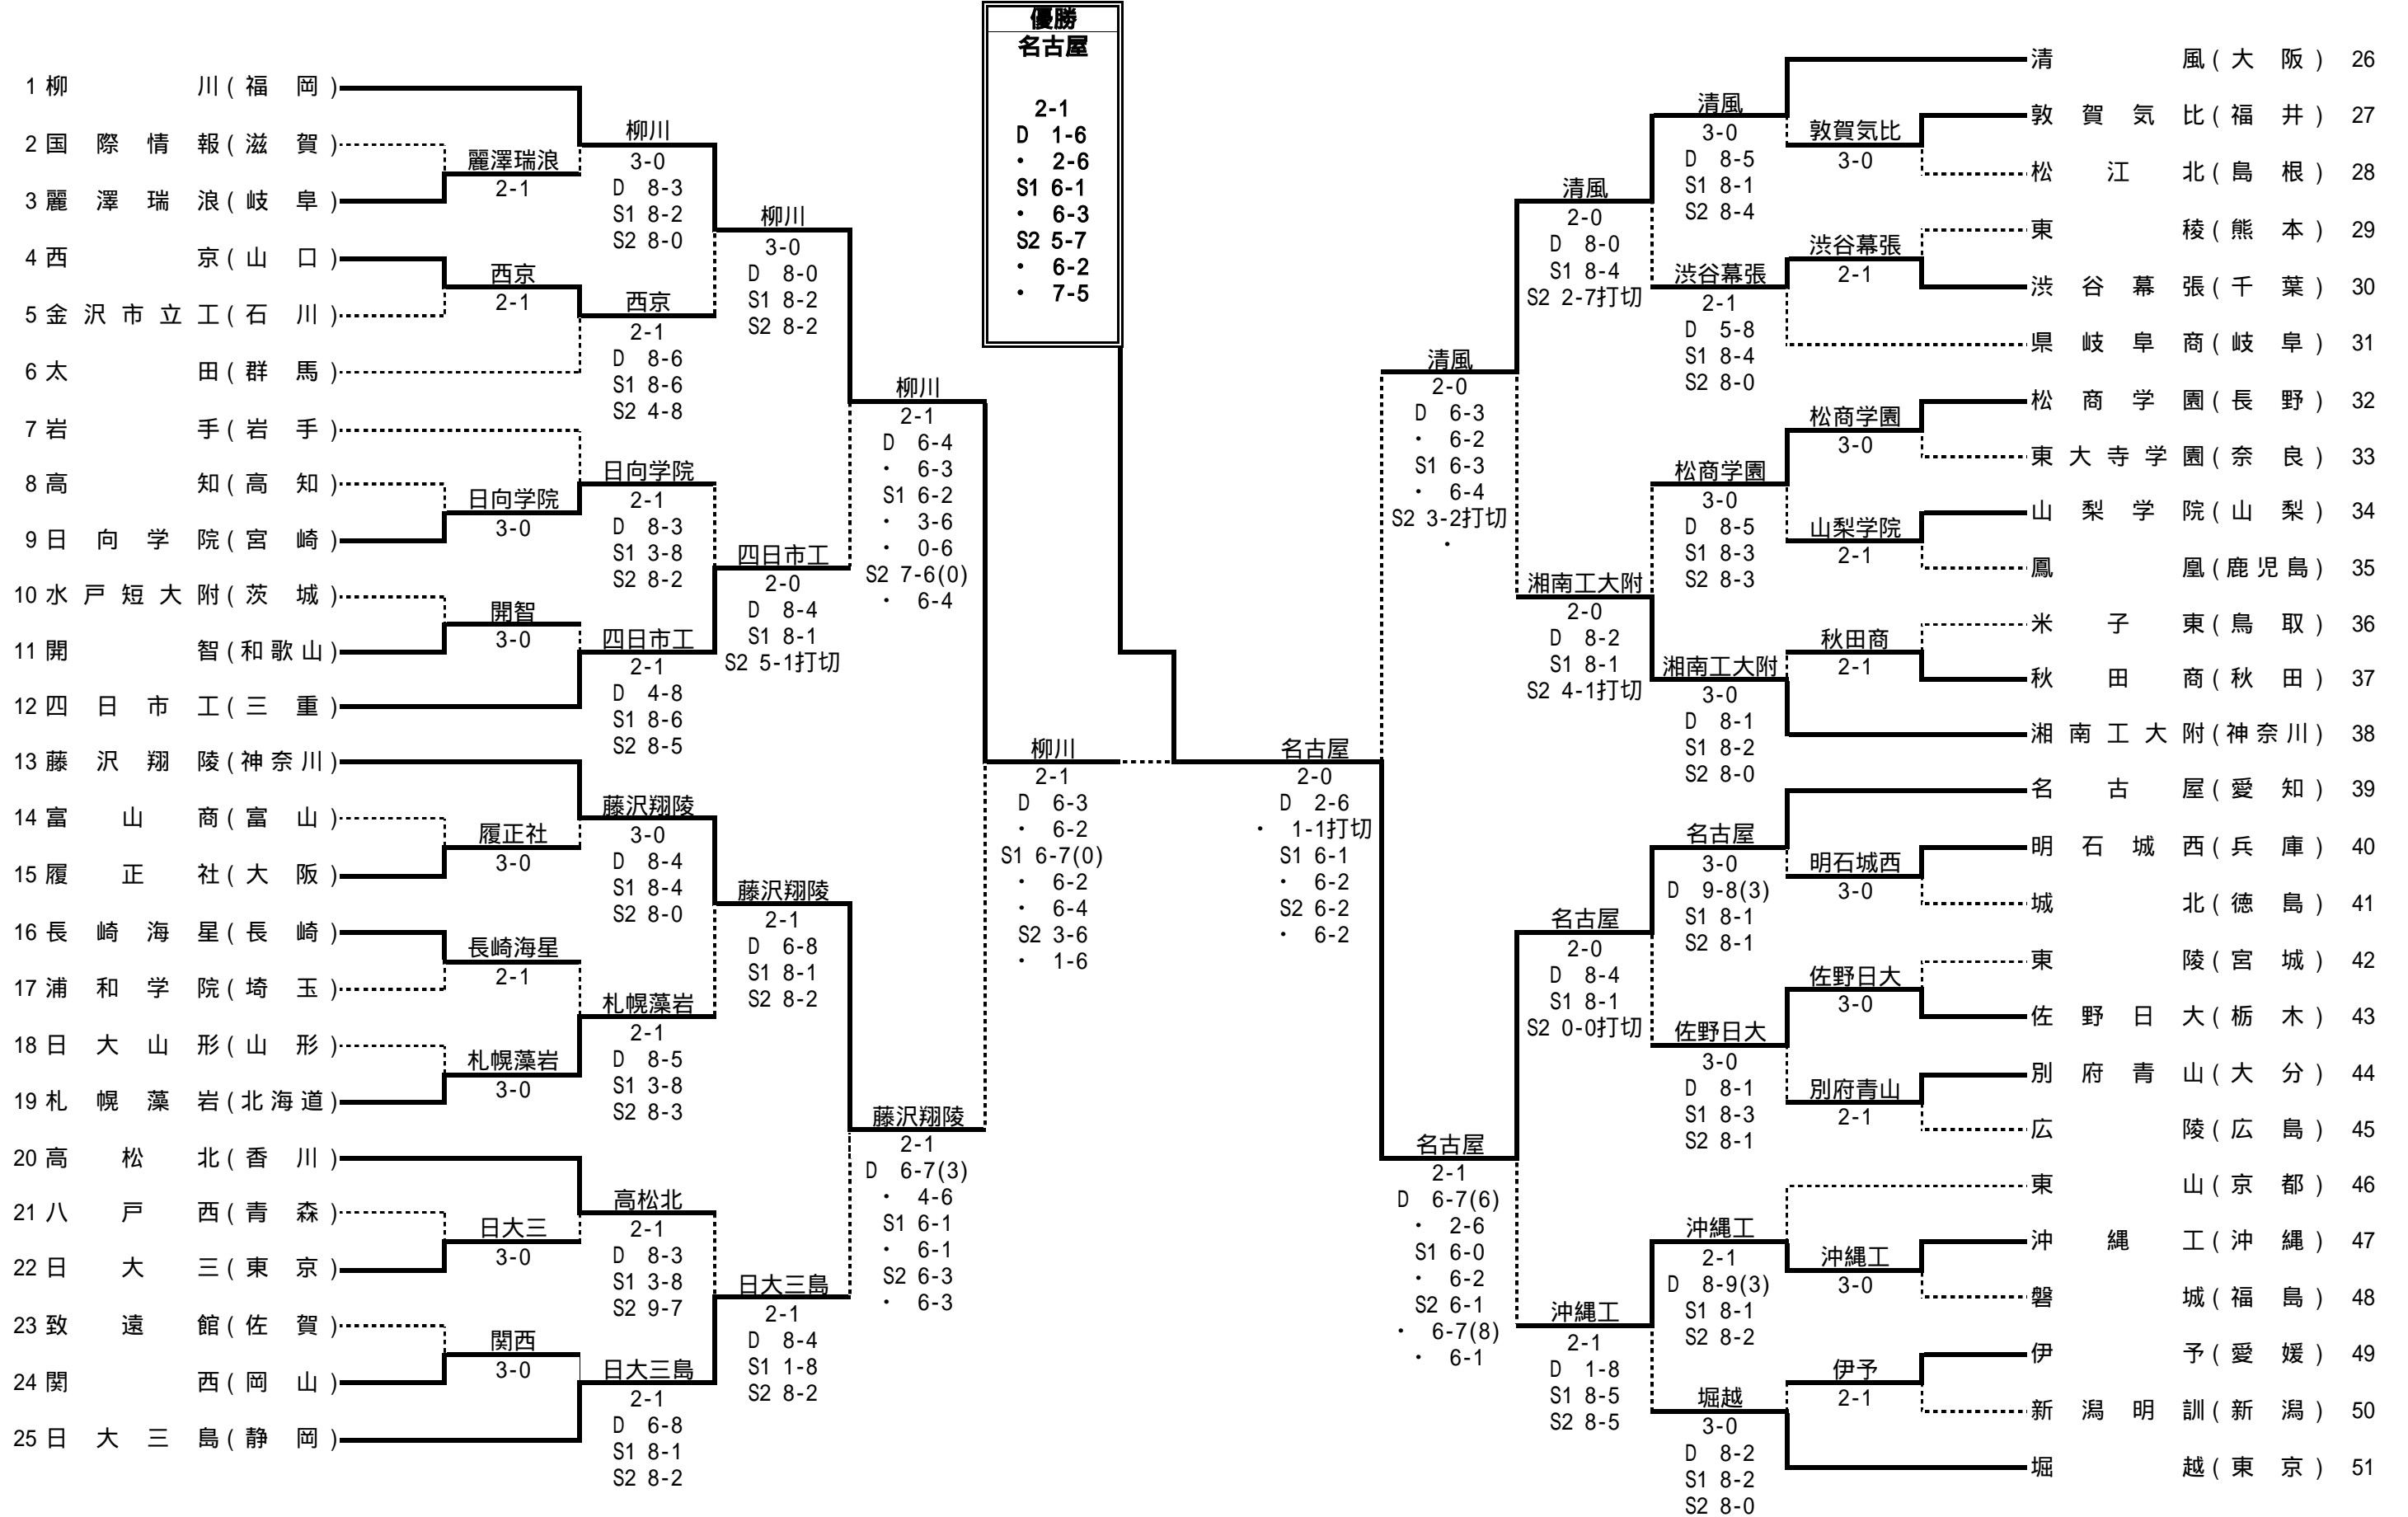 優勝
名古屋
2-1
D 1-6
・ 2-6
S1 6-1
・ 6-3
S2 5-7
・ 6-2
・ 7-5
1 柳川(福岡)
2 国際情報(滋賀)
3 麗澤瑞浪(岐阜)
4 西京(山口)
5 金沢市立工(石川)
6 太田(群馬)
7 岩手(岩手)
8 高知(高知)
9 日向学院(宮崎)
10 水戸短大附(茨城)
11 開智(和歌山)
12 四日市工(三重)
13 藤沢翔陵(神奈川)
14 富山商(富山)
15 履正社(大阪)
16 長崎海星(長崎)
17 浦和学院(埼玉)
18 日大山形(山形)
19 札幌藻岩(北海道)
20 高松北(香川)
21 八戸西(青森)
22 日大三(東京)
23 致遠館(佐賀)
24 関西(岡山)
25 日大三島(静岡)
麗澤瑞浪
2-1
西京
2-1
日向学院
3-0
開智
3-0
履正社
3-0
長崎海星
2-1
札幌藻岩
3-0
日大三
3-0
関西
3-0
柳川
3-0
D 8-3
S1 8-2
S2 8-0
西京
2-1
D 8-6
S1 8-6
S2 4-8
日向学院
2-1
D 8-3
S1 3-8
S2 8-2
四日市工
2-1
D 4-8
S1 8-6
S2 8-5
藤沢翔陵
3-0
D 8-4
S1 8-4
S2 8-0
札幌藻岩
2-1
D 8-5
S1 3-8
S2 8-3
高松北
2-1
D 8-3
S1 3-8
S2 9-7
日大三島
2-1
D 6-8
S1 8-1
S2 8-2
柳川
3-0
D 8-0
S1 8-2
S2 8-2
四日市工
2-0
D 8-4
S1 8-1
S2 5-1打切
藤沢翔陵
2-1
D 6-8
S1 8-1
S2 8-2
日大三島
2-1
D 8-4
S1 1-8
S2 8-2
柳川
2-1
D 6-4
・ 6-3
S1 6-2
・ 3-6
・ 0-6
S2 7-6(0)
・ 6-4
藤沢翔陵
2-1
D 6-7(3)
・ 4-6
S1 6-1
・ 6-1
S2 6-3
・ 6-3
柳川
2-1
D 6-3
・ 6-2
S1 6-7(0)
・ 6-2
・ 6-4
S2 3-6
・ 1-6
名古屋
2-0
D 2-6
・ 1-1打切
S1 6-1
・ 6-2
S2 6-2
・ 6-2
清風
2-0
D 6-3
・ 6-2
S1 6-3
・ 6-4
S2 3-2打切
・
名古屋
2-1
D 6-7(6)
・ 2-6
S1 6-0
・ 6-2
S2 6-1
・ 6-7(8)
・ 6-1
清風
2-0
D 8-0
S1 8-4
S2 2-7打切
湘南工大附
2-0
D 8-2
S1 8-1
S2 4-1打切
名古屋
2-0
D 8-4
S1 8-1
S2 0-0打切
沖縄工
2-1
D 1-8
S1 8-5
S2 8-5
清風
3-0
D 8-5
S1 8-1
S2 8-4
渋谷幕張
2-1
D 5-8
S1 8-4
S2 8-0
松商学園
3-0
D 8-5
S1 8-3
S2 8-3
湘南工大附
3-0
D 8-1
S1 8-2
S2 8-0
名古屋
3-0
D 9-8(3)
S1 8-1
S2 8-1
佐野日大
3-0
D 8-1
S1 8-3
S2 8-1
沖縄工
2-1
D 8-9(3)
S1 8-1
S2 8-2
堀越
3-0
D 8-2
S1 8-2
S2 8-0
敦賀気比
3-0
渋谷幕張
2-1
松商学園
3-0
山梨学院
2-1
秋田商
2-1
明石城西
3-0
佐野日大
3-0
別府青山
2-1
沖縄工
3-0
伊予
2-1
清風(大阪) 26
敦賀気比(福井) 27
松江北(島根) 28
東稜(熊本) 29
渋谷幕張(千葉) 30
県岐阜商(岐阜) 31
松商学園(長野) 32
東大寺学園(奈良) 33
山梨学院(山梨) 34
鳳凰(鹿児島) 35
米子東(鳥取) 36
秋田商(秋田) 37
湘南工大附(神奈川) 38
名古屋(愛知) 39
明石城西(兵庫) 40
城北(徳島) 41
東陵(宮城) 42
佐野日大(栃木) 43
別府青山(大分) 44
広陵(広島) 45
東山(京都) 46
沖縄工(沖縄) 47
磐城(福島) 48
伊予(愛媛) 49
新潟明訓(新潟) 50
堀越(東京) 51